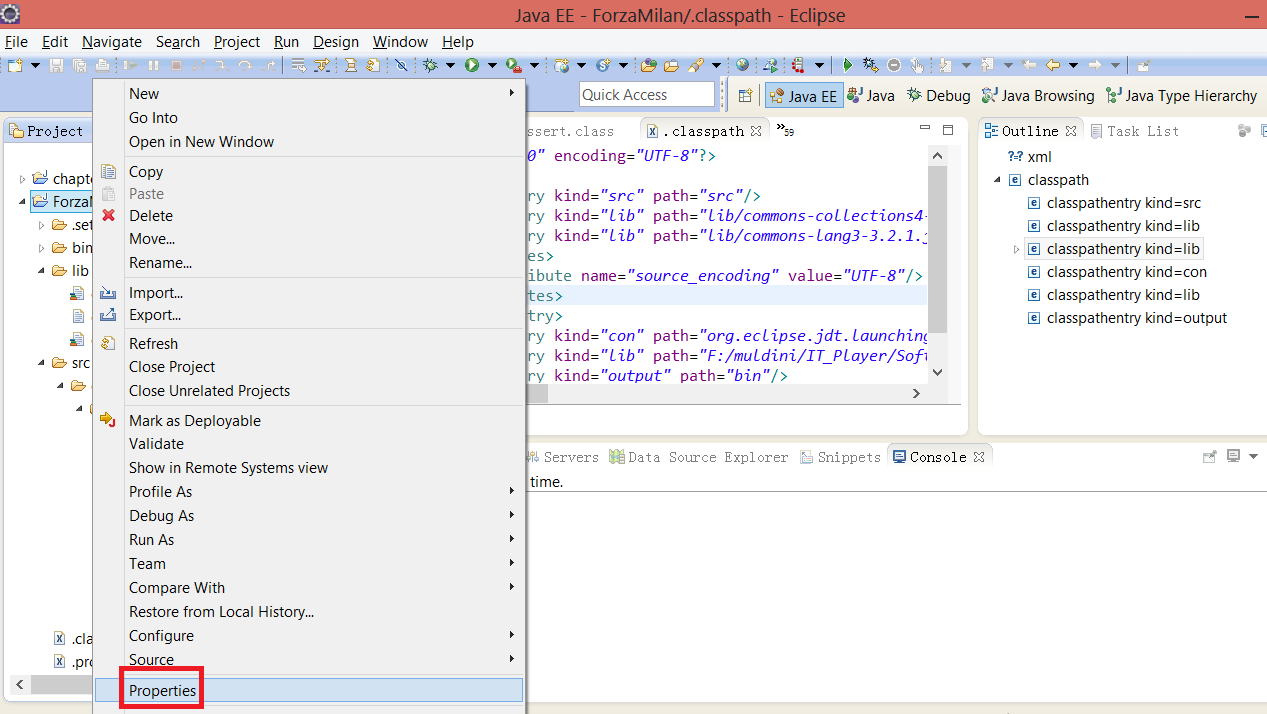 Java EE - ForzaMilan/.classpath - Eclipse
File Edit Navigate Search Project Run Design Window Help
Quick Access
Java EE Java Debug Java Browsing Java Type Hierarchy
Project
ForzaM
.set
bin
lib
src
.cla
.pro
New
Go Into
Open in New Window
Copy
Paste
Delete
Move...
Rename...
Import...
Export...
Refresh
Close Project
Close Unrelated Projects
Mark as Deployable
Validate
Show in Remote Systems view
Profile As
Debug As
Run As
Team
Compare With
Restore from Local History...
Configure
Source
Properties
ssert.class .classpath »59
0" encoding="UTF-8"?>
ry kind="src" path="src"/>
ry kind="lib" path="lib/commons-collections4-
ry kind="lib" path="lib/commons-lang3-3.2.1.j
es>
ibute name="source_encoding" value="UTF-8"/>
tes>
try>
ry kind="con" path="org.eclipse.jdt.launching
ry kind="lib" path="F:/muldini/IT_Player/Soft
ry kind="output" path="bin"/>
Outline Task List
?-? xml
classpath
classpathentry kind=src
classpathentry kind=lib
classpathentry kind=lib
classpathentry kind=con
classpathentry kind=lib
classpathentry kind=output
Servers Data Source Explorer Snippets Console
time.